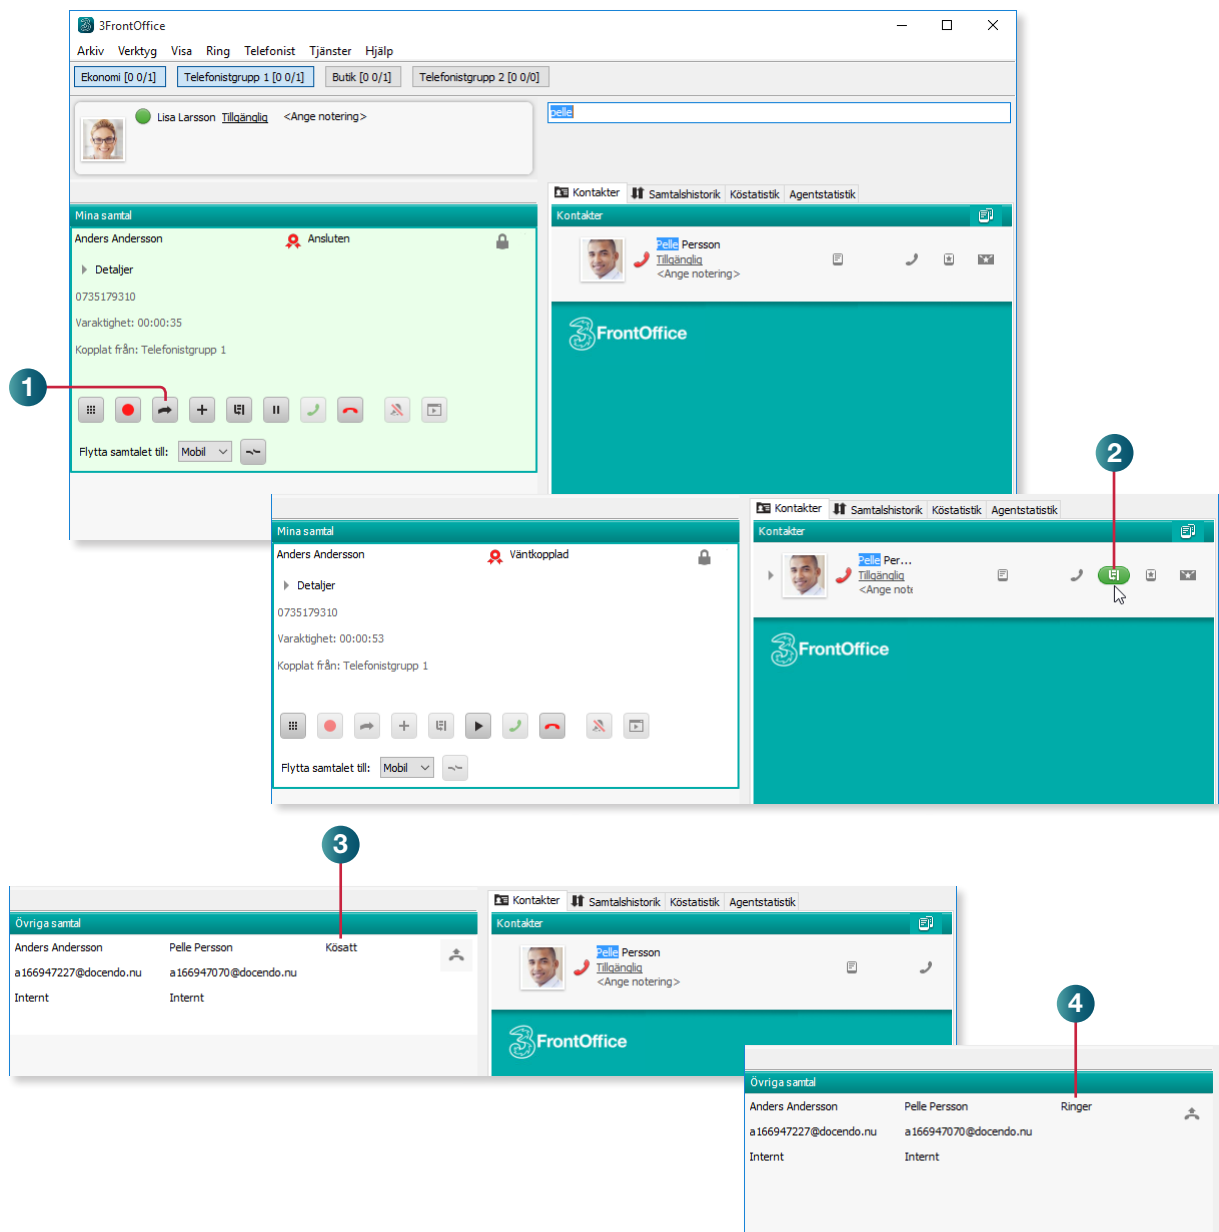 3FrontOffice
Arkiv Verktyg Visa Ring Telefonist Tjänster Hjälp
Ekonomi [0 0/1] Telefonistgrupp 1 [0 0/1] Butik [0 0/1] Telefonistgrupp 2 [0 0/0]
Lisa Larsson Tillgänglig <Ange notering>
pelle
Kontakter Samtalshistorik Köstatistik Agentstatistik
Mina samtal
Kontakter
Anders Andersson Ansluten
Detaljer
0735179310
Varaktighet: 00:00:35
Kopplat från: Telefonistgrupp 1
Pelle Persson
Tillgänglig
<Ange notering>
3FrontOffice
1
Flytta samtalet till: Mobil
2
Kontakter Samtalshistorik Köstatistik Agentstatistik
Mina samtal
Kontakter
Anders Andersson Väntkopplad
Detaljer
0735179310
Varaktighet: 00:00:53
Kopplat från: Telefonistgrupp 1
Pelle Per...
Tillgänglig
<Ange note
3FrontOffice
Flytta samtalet till: Mobil
3
Kontakter Samtalshistorik Köstatistik Agentstatistik
Övriga samtal
Kontakter
Anders Andersson Pelle Persson Kösatt
a166947227@docendo.nu a166947070@docendo.nu
Internt Internt
Pelle Persson
Tillgänglig
<Ange notering>
3FrontOffice
4
Övriga samtal
Anders Andersson Pelle Persson Ringer
a166947227@docendo.nu a166947070@docendo.nu
Internt Internt